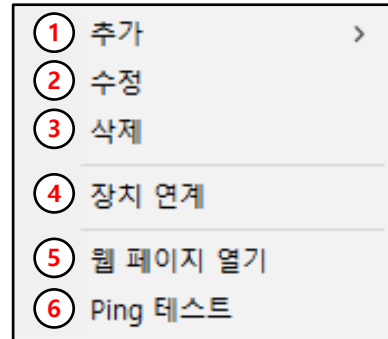 1 추가 >
2 수정
3 삭제
4 장치 연계
5 웹 페이지 열기
6 Ping 테스트